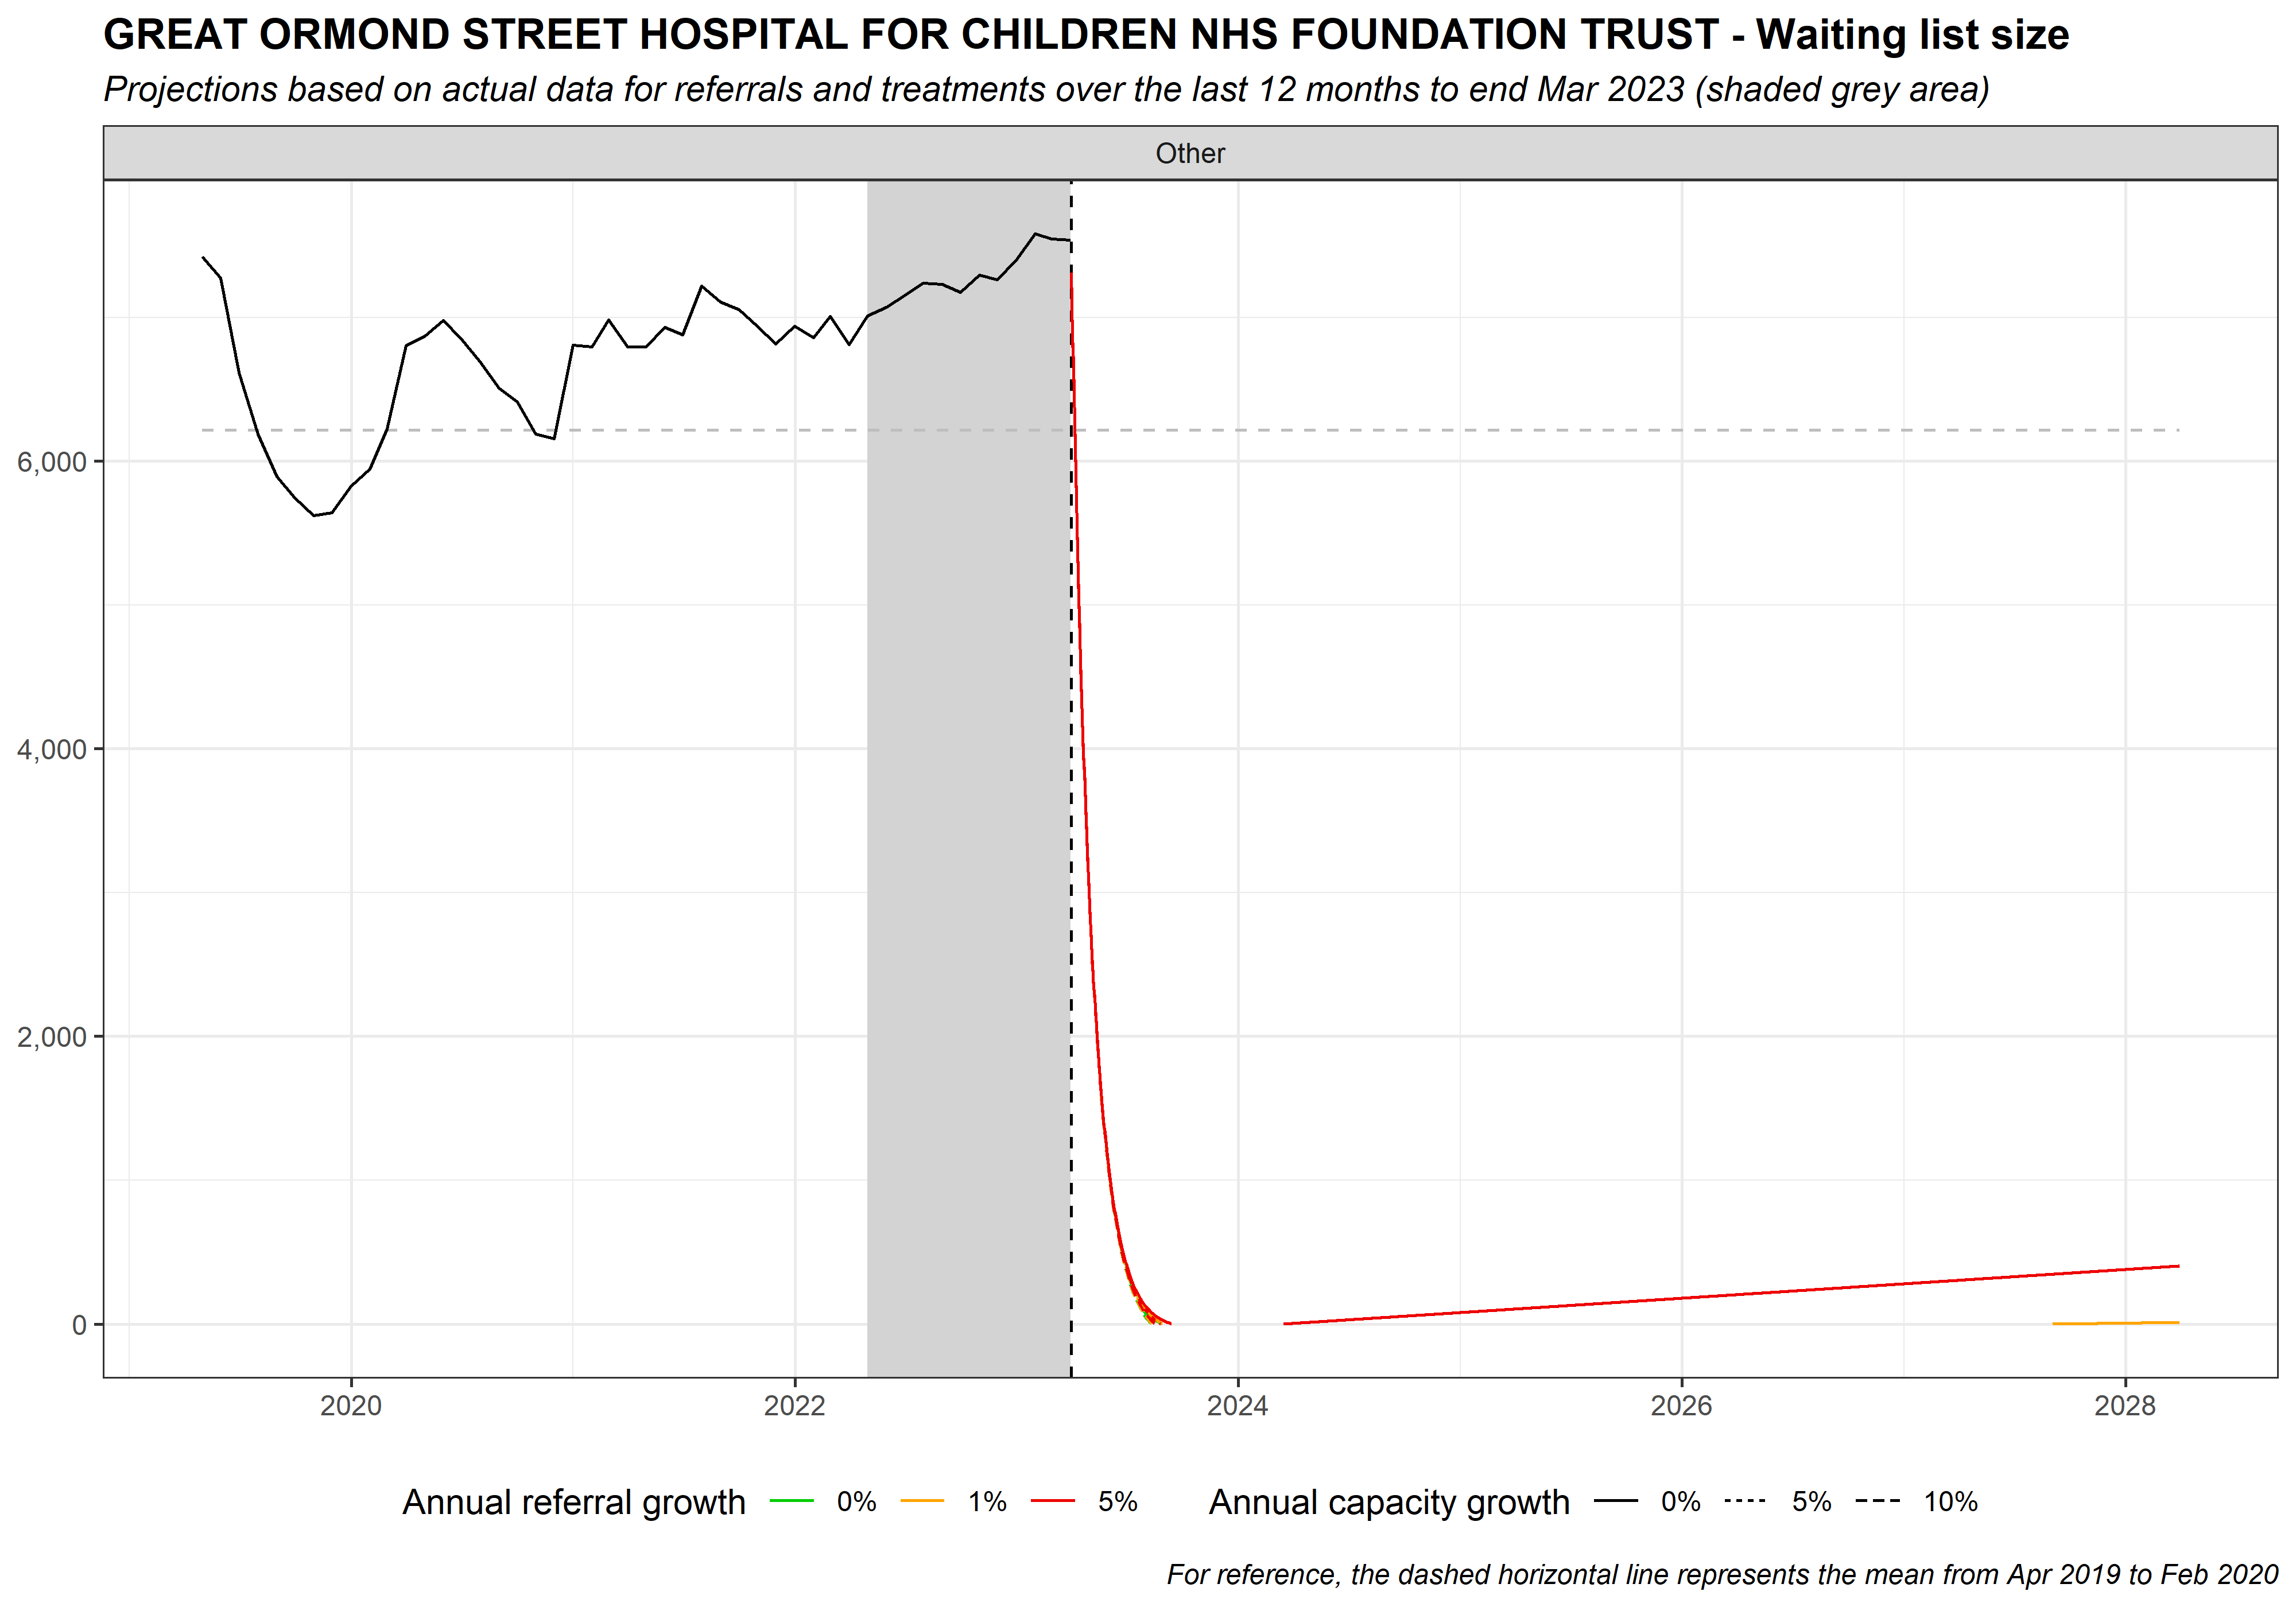 GREAT ORMOND STREET HOSPITAL FOR CHILDREN NHS FOUNDATION TRUST - Waiting list size
Projections based on actual data for referrals and treatments over the last 12 months to end Mar 2023 (shaded grey area)
Other
6,000
4,000
2,000
0
2020 2022 2024 2026 2028
Annual referral growth 0% 1% 5% Annual capacity growth 0% 5% 10%
For reference, the dashed horizontal line represents the mean from Apr 2019 to Feb 2020